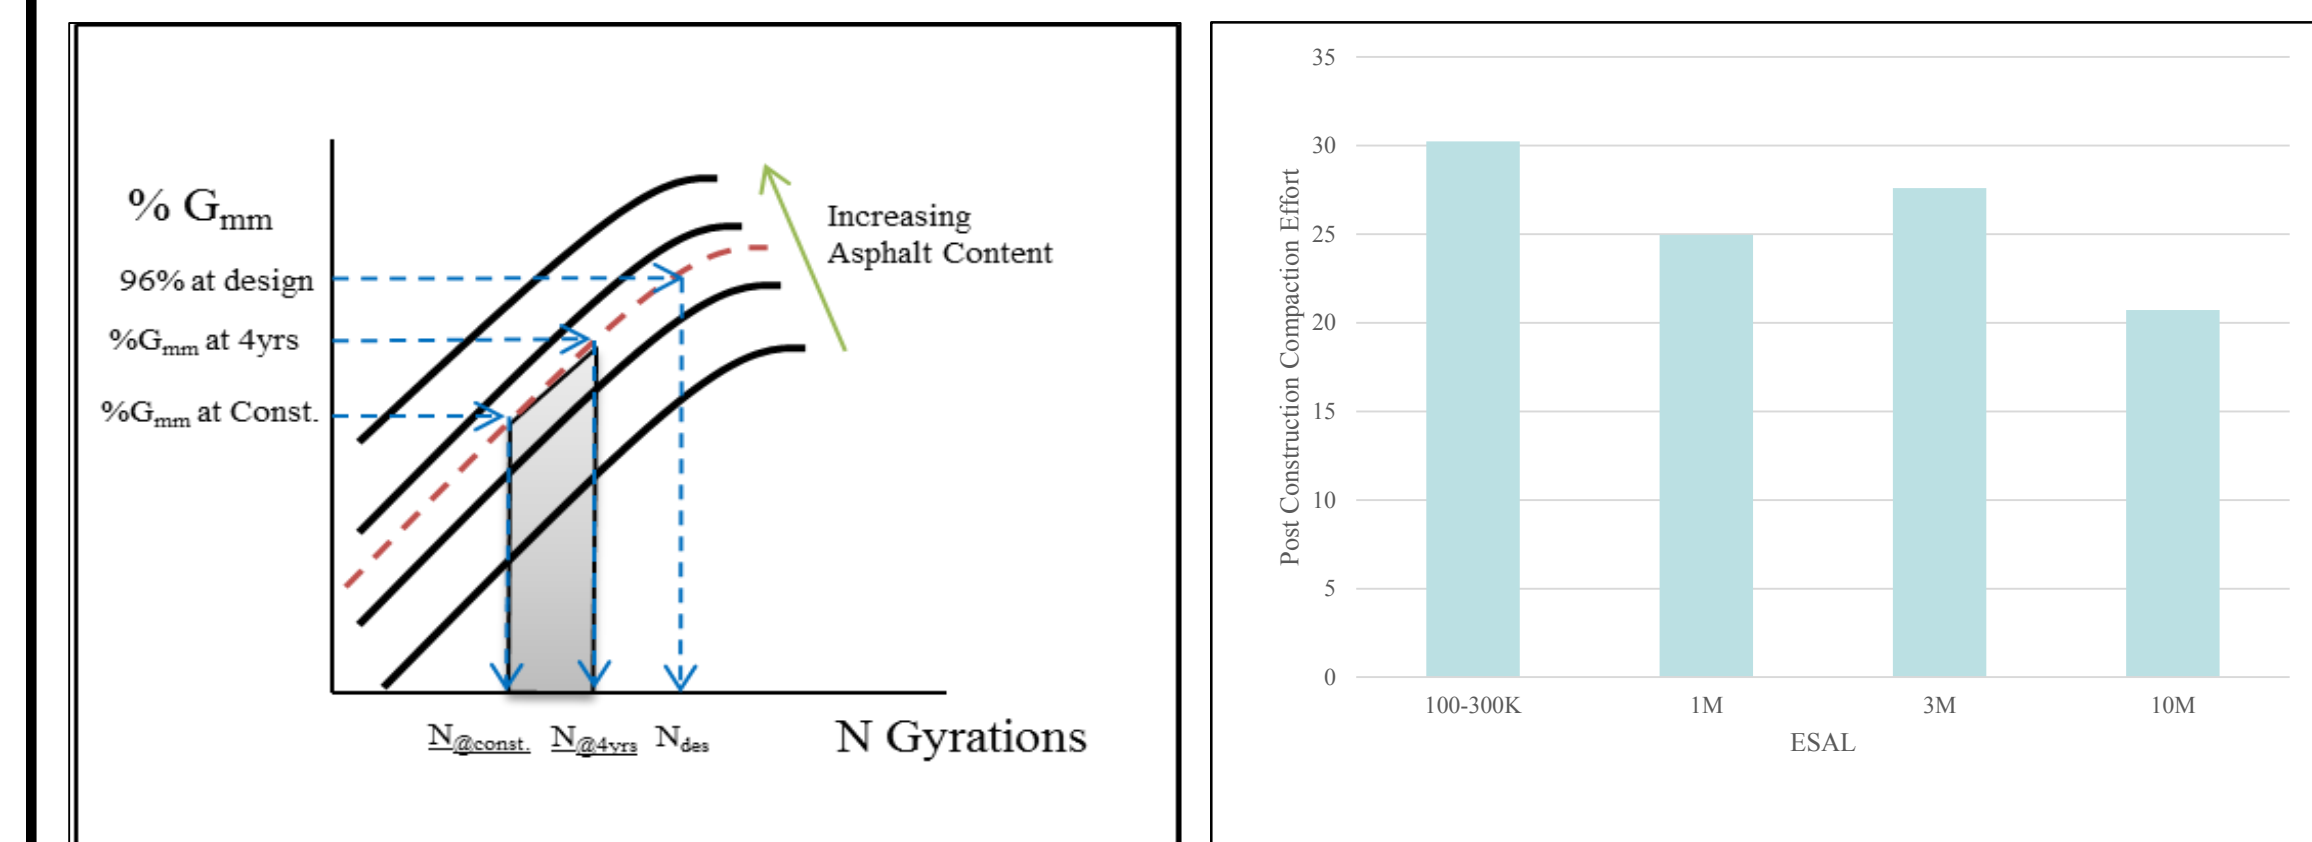 % Gmm
96% at design
%Gmm at 4yrs
%Gmm at Const.
Increasing
Asphalt Content
N@const. N@4yrs Ndes
N Gyrations
35
30
25
20
15
10
5
0
Post Construction Compaction Effort
100-300K 1M 3M 10M
ESAL